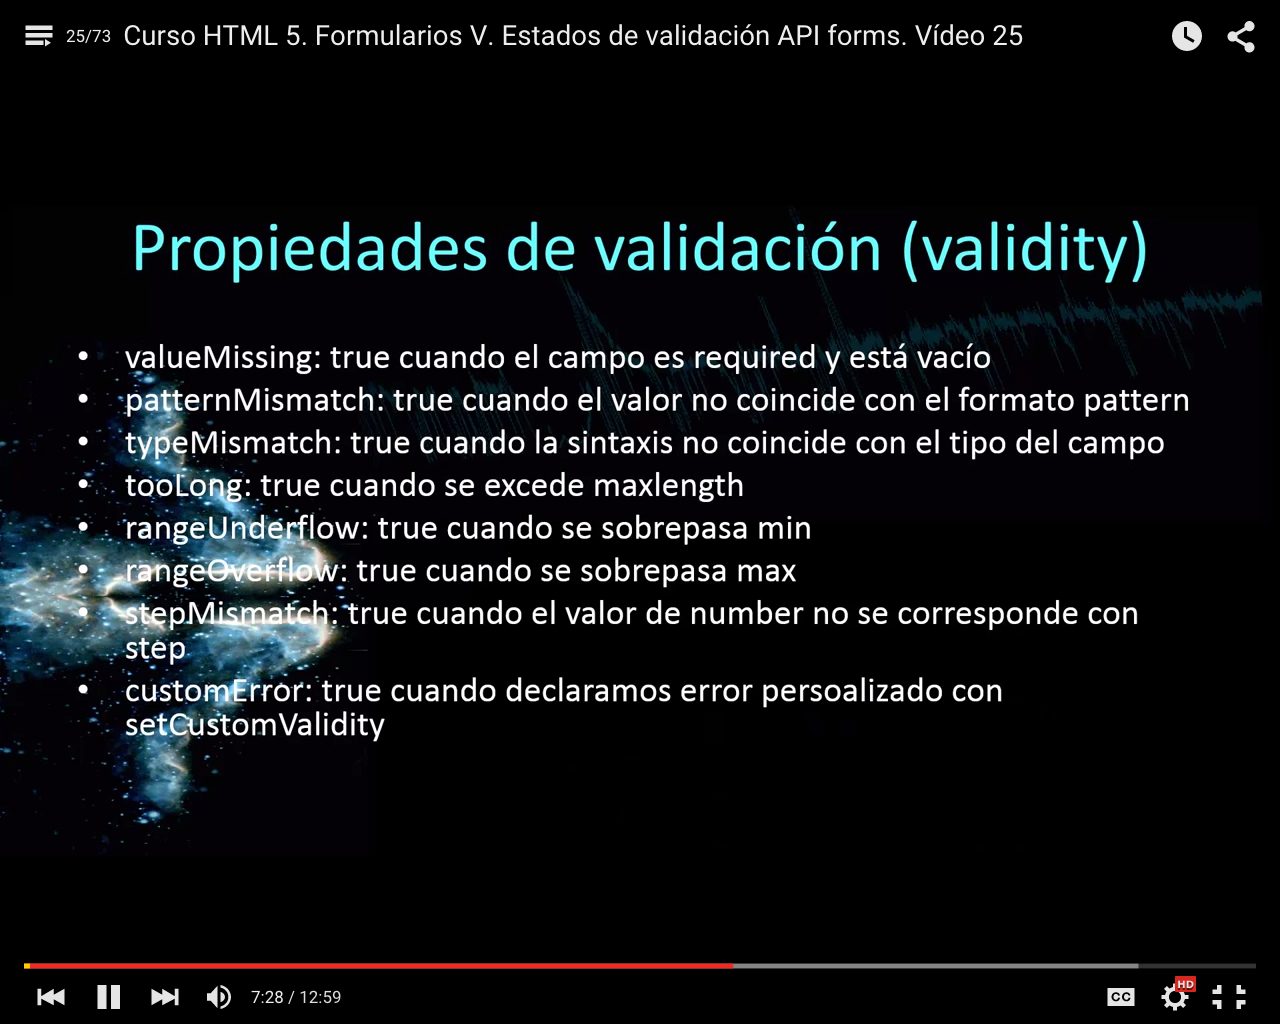 25/73 Curso HTML 5. Formularios V. Estados de validación API forms. Vídeo 25
Propiedades de validación (validity)
• valueMissing: true cuando el campo es required y está vacío
• patternMismatch: true cuando el valor no coincide con el formato pattern
• typeMismatch: true cuando la sintaxis no coincide con el tipo del campo
• tooLong: true cuando se excede maxlength
• rangeUnderflow: true cuando se sobrepasa min
• rangeOverflow: true cuando se sobrepasa max
• stepMismatch: true cuando el valor de number no se corresponde con
step
• customError: true cuando declaramos error persoalizado con
setCustomValidity
7:28 / 12:59
CC
HD